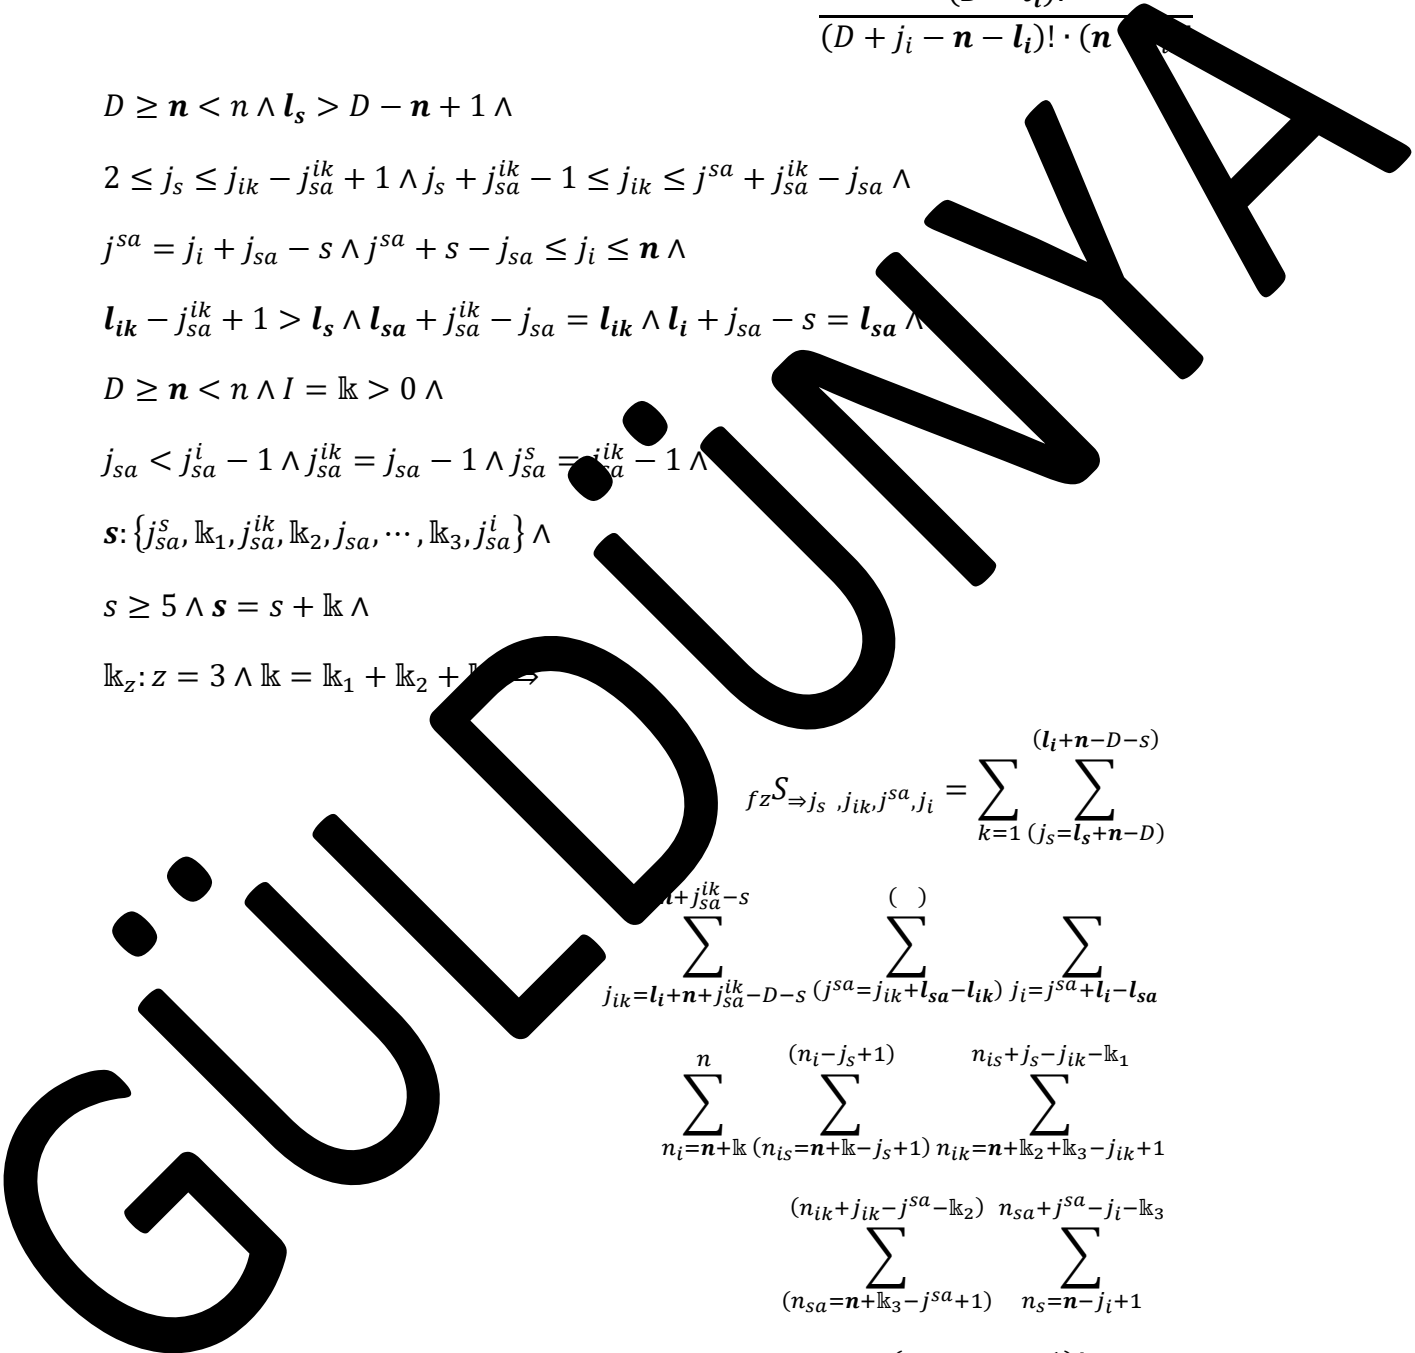 (D + j_i − n − l_i)! · (n
D ≥ n < n ∧ l_s > D − n + 1 ∧
2 ≤ j_s ≤ j_ik − j_sa^ik + 1 ∧ j_s + j_sa^ik − 1 ≤ j_ik ≤ j^sa + j_sa^ik − j_sa ∧
j^sa = j_i + j_sa − s ∧ j^sa + s − j_sa ≤ j_i ≤ n ∧
l_ik − j_sa^ik + 1 > l_s ∧ l_sa + j_sa^ik − j_sa = l_ik ∧ l_i + j_sa − s = l_sa ∧
D ≥ n < n ∧ I = 𝕜 > 0 ∧
j_sa < j_sa^i − 1 ∧ j_sa^ik = j_sa − 1 ∧ j_sa^s = j_sa^ik − 1 ∧
s: {j_sa^s, 𝕜_1, j_sa^ik, 𝕜_2, j_sa, ⋯, 𝕜_3, j_sa^i} ∧
s ≥ 5 ∧ s = s + 𝕜 ∧
𝕜_z: z = 3 ∧ 𝕜 = 𝕜_1 + 𝕜_2 + ⇒
(l_i+n−D−s)
fz S_⇒j_s ,j_ik,j^sa,j_i = ∑ ∑
k=1 (j_s=l_s+n−D)
n+j_sa^ik−s ( )
∑ ∑ ∑
j_ik=l_i+n+j_sa^ik−D−s (j^sa=j_ik+l_sa−l_ik) j_i=j^sa+l_i−l_sa
n (n_i−j_s+1) n_is+j_s−j_ik−𝕜_1
∑ ∑ ∑
n_i=n+𝕜 (n_is=n+𝕜−j_s+1) n_ik=n+𝕜_2+𝕜_3−j_ik+1
(n_ik+j_ik−j^sa−𝕜_2) n_sa+j^sa−j_i−𝕜_3
∑ ∑
(n_sa=n+𝕜_3−j^sa+1) n_s=n−j_i+1
GÜLDÜNYA